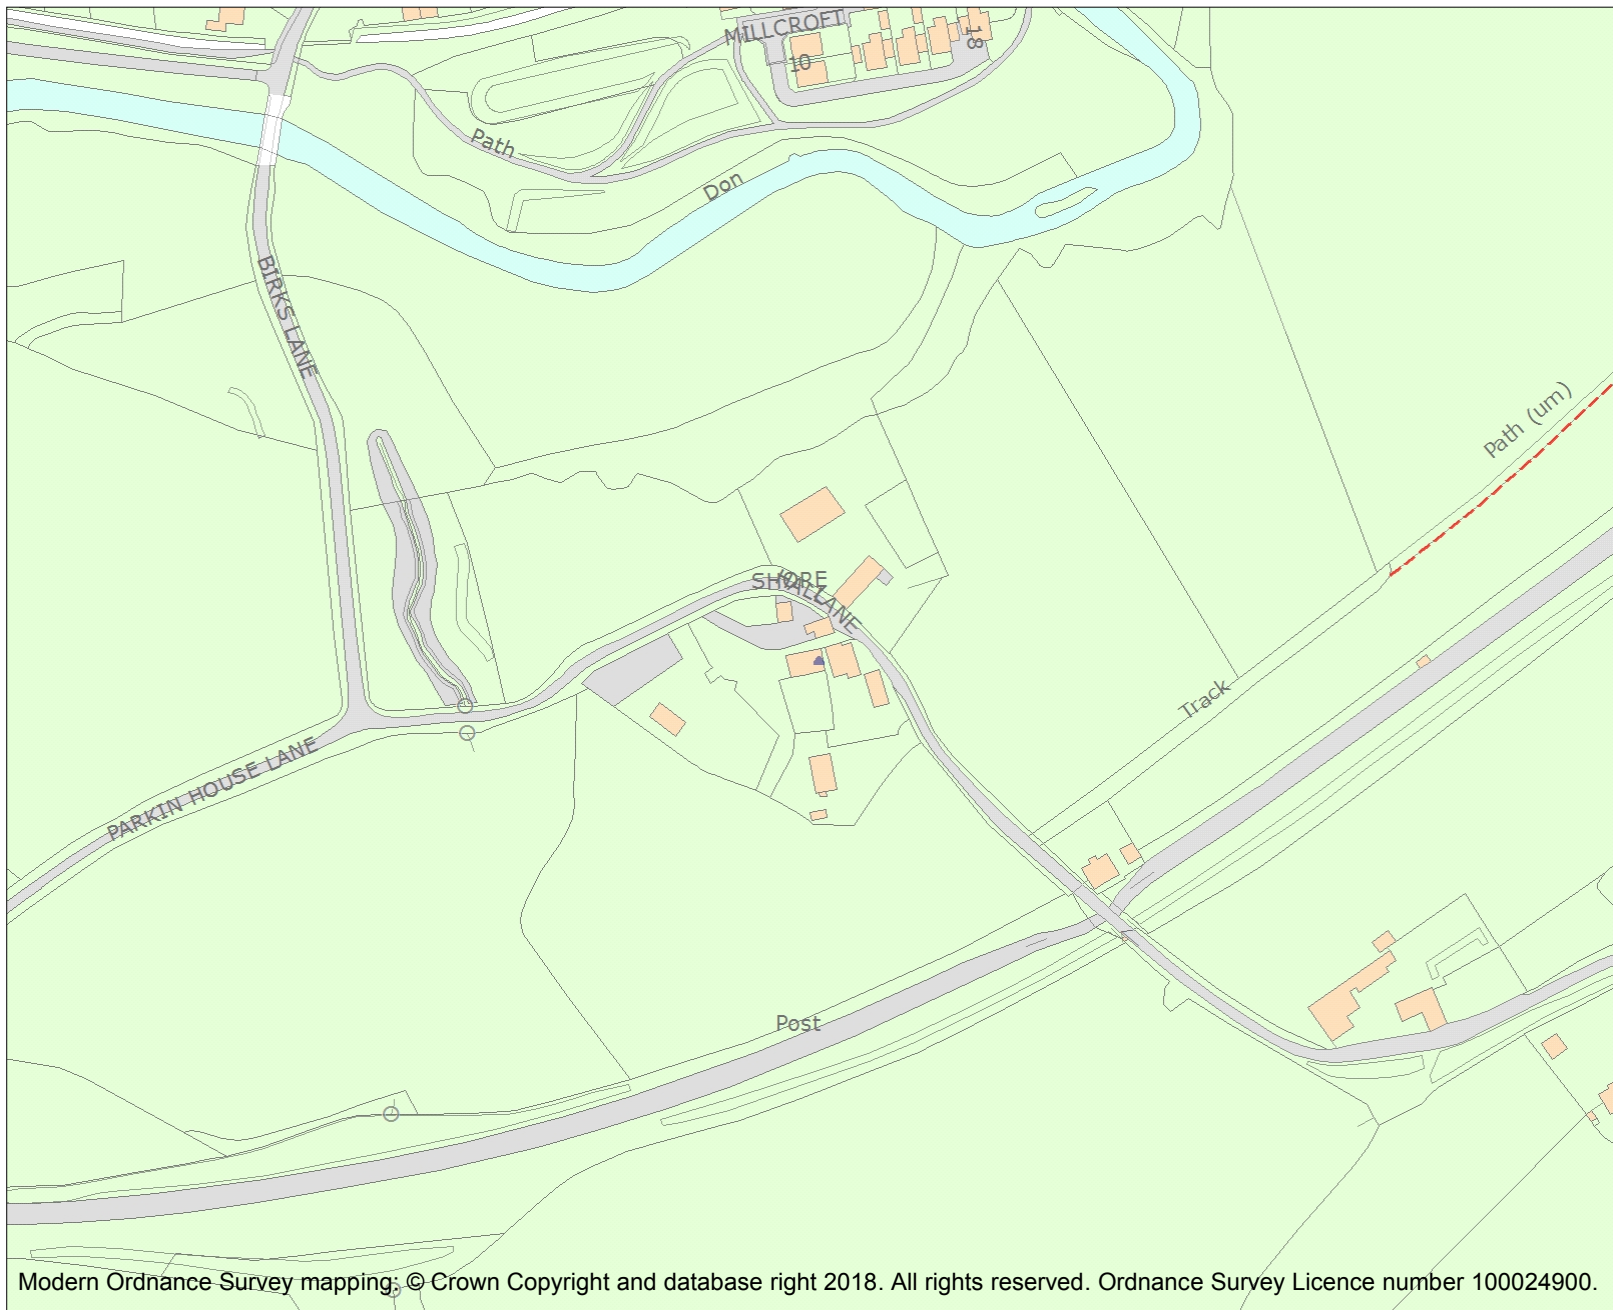 MILLCROFT
18
10
Path
Don
BIRKS LANE
Path (um)
SHORE
HALL LANE
Track
PARKIN HOUSE LANE
Post
Modern Ordnance Survey mapping: © Crown Copyright and database right 2018. All rights reserved. Ordnance Survey Licence number 100024900.